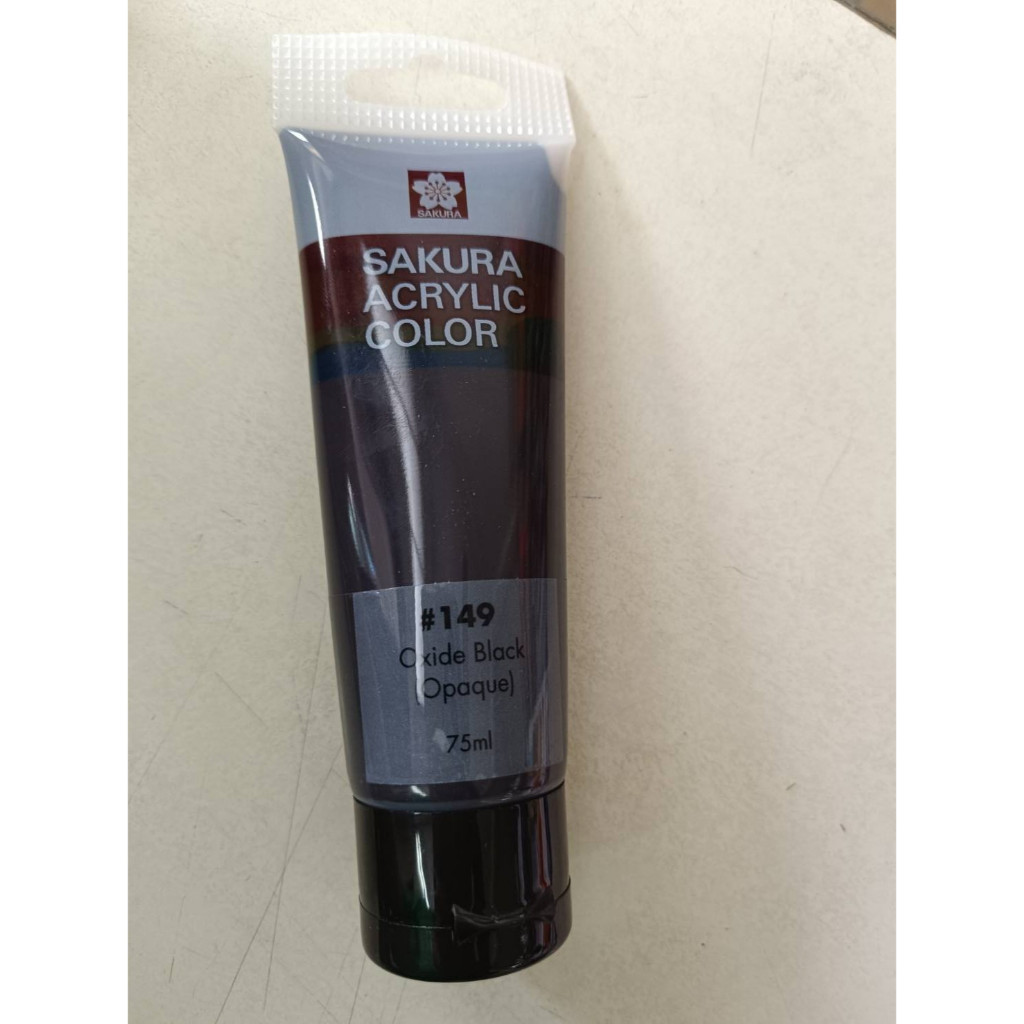 SAKURA
SAKURA
ACRYLIC
COLOR
#149
Oxide Black
(Opaque)
75ml